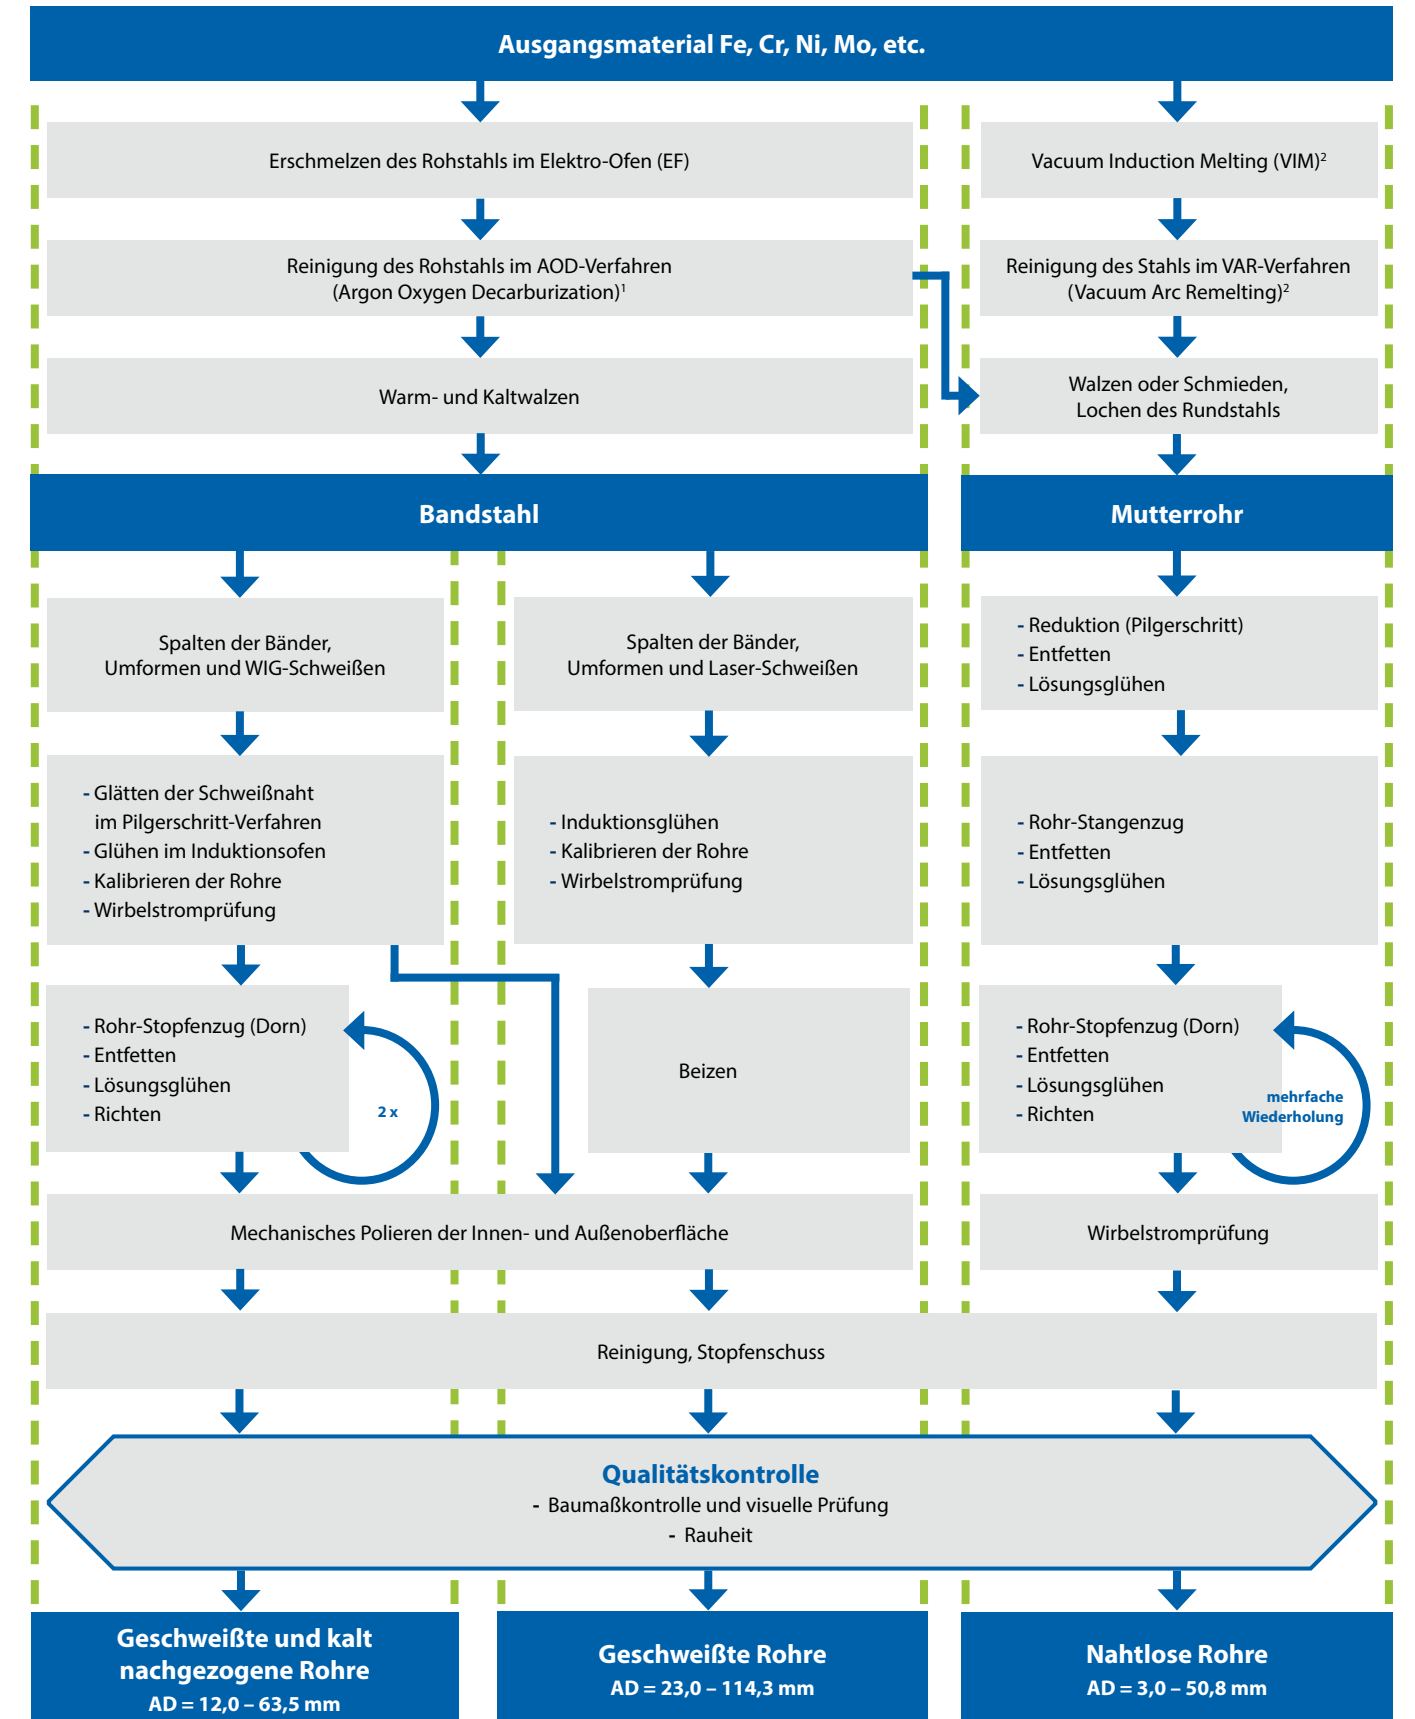 Ausgangsmaterial Fe, Cr, Ni, Mo, etc.
Erschmelzen des Rohstahls im Elektro-Ofen (EF)
Vacuum Induction Melting (VIM)²
Reinigung des Rohstahls im AOD-Verfahren
(Argon Oxygen Decarburization)¹
Reinigung des Stahls im VAR-Verfahren
(Vacuum Arc Remelting)²
Warm- und Kaltwalzen
Walzen oder Schmieden,
Lochen des Rundstahls
Bandstahl
Mutterrohr
Spalten der Bänder,
Umformen und WIG-Schweißen
Spalten der Bänder,
Umformen und Laser-Schweißen
- Reduktion (Pilgerschritt)
- Entfetten
- Lösungsglühen
- Glätten der Schweißnaht
im Pilgerschritt-Verfahren
- Glühen im Induktionsofen
- Kalibrieren der Rohre
- Wirbelstromprüfung
- Induktionsglühen
- Kalibrieren der Rohre
- Wirbelstromprüfung
- Rohr-Stangenzug
- Entfetten
- Lösungsglühen
- Rohr-Stopfenzug (Dorn)
- Entfetten
- Lösungsglühen
- Richten
2 x
Beizen
- Rohr-Stopfenzug (Dorn)
- Entfetten
- Lösungsglühen
- Richten
mehrfache
Wiederholung
Mechanisches Polieren der Innen- und Außenoberfläche
Wirbelstromprüfung
Reinigung, Stopfenschuss
Qualitätskontrolle
- Baumaßkontrolle und visuelle Prüfung
- Rauheit
Geschweißte und kalt
nachgezogene Rohre
AD = 12,0 – 63,5 mm
Geschweißte Rohre
AD = 23,0 – 114,3 mm
Nahtlose Rohre
AD = 3,0 – 50,8 mm